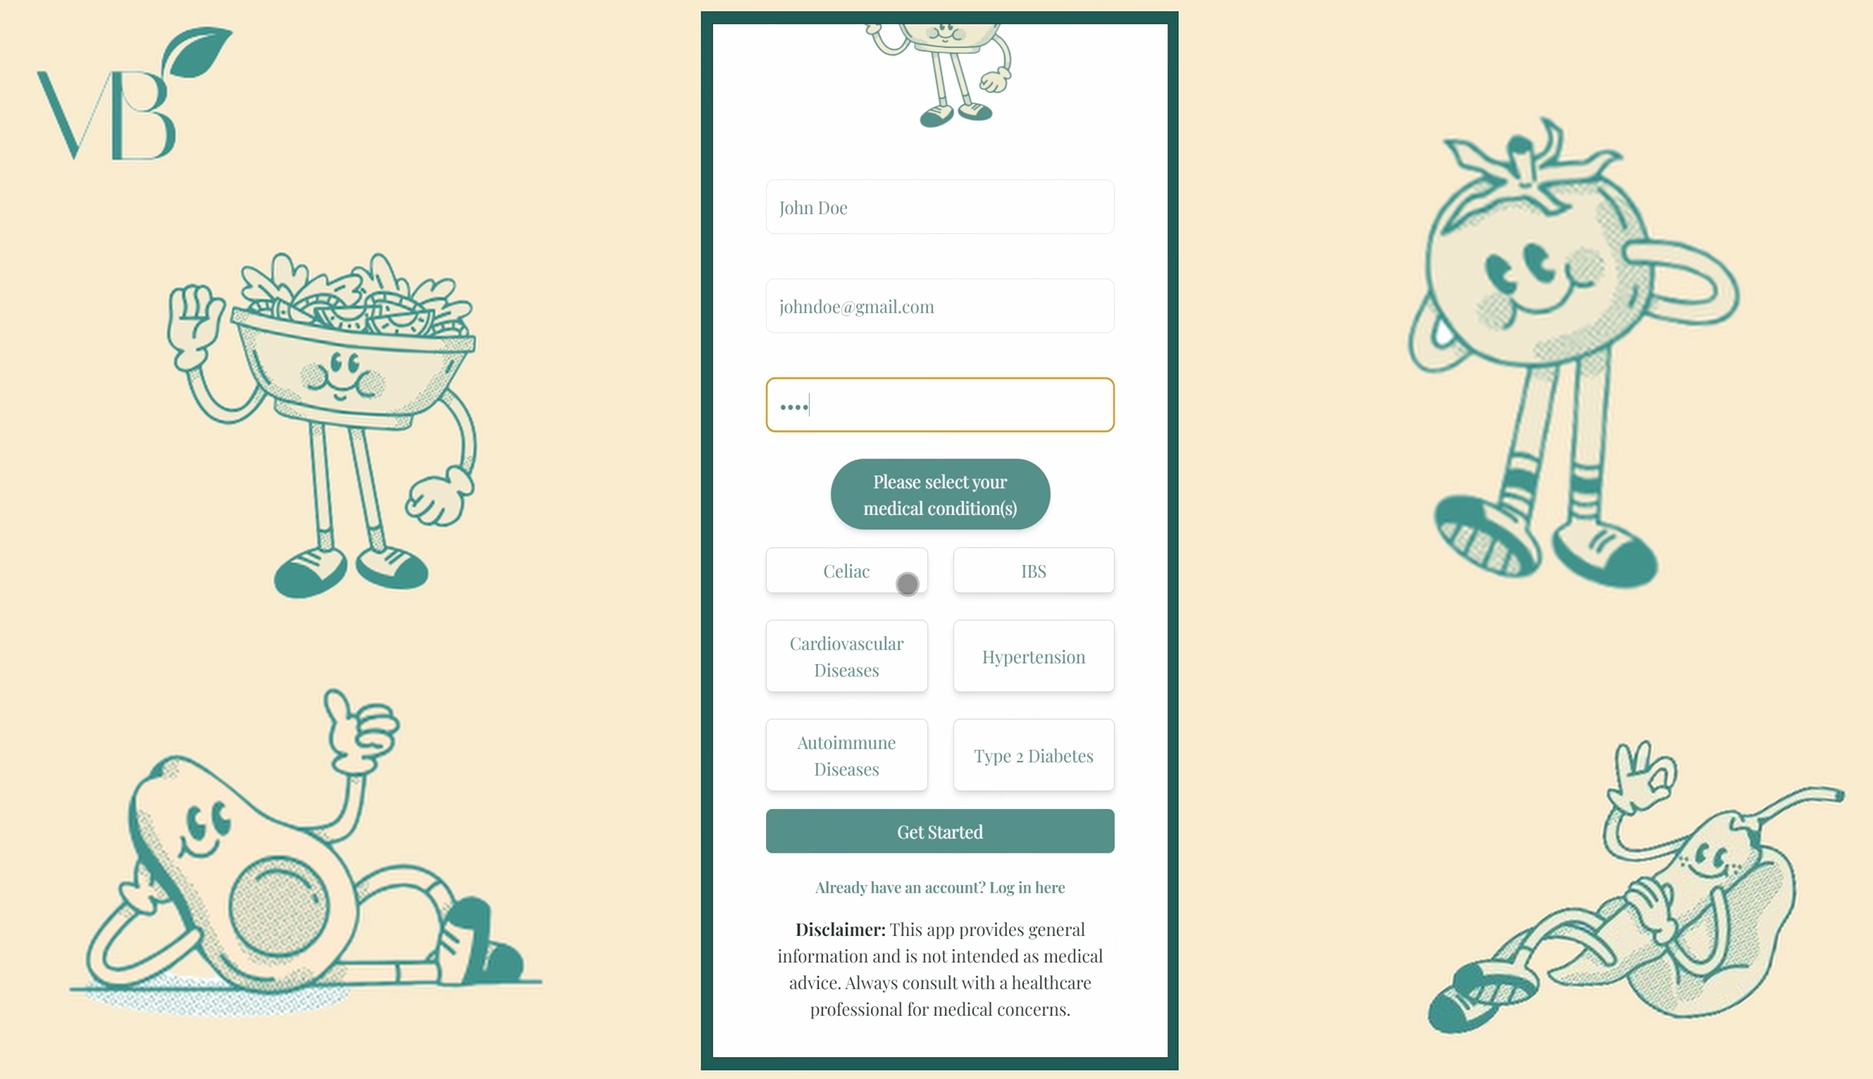 VB
John Doe
johndoe@gmail.com
••••
Please select your
medical condition(s)
Celiac
IBS
Cardiovascular
Diseases
Hypertension
Autoimmune
Diseases
Type 2 Diabetes
Get Started
Already have an account? Log in here
Disclaimer: This app provides general
information and is not intended as medical
advice. Always consult with a healthcare
professional for medical concerns.